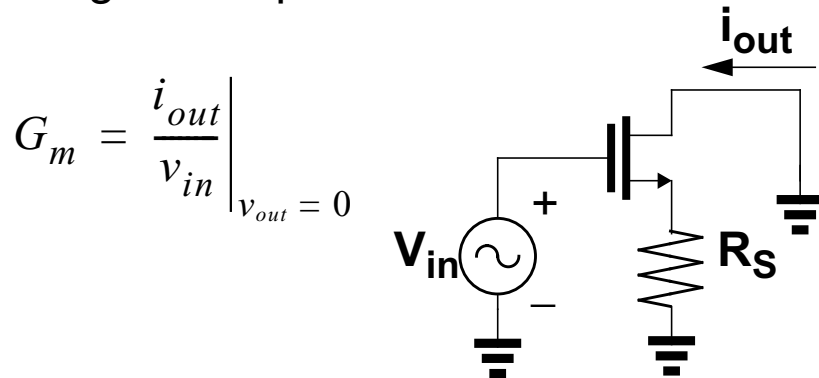 i_out
G_m = i_out / v_in | v_out = 0
+
V_in
R_S
–